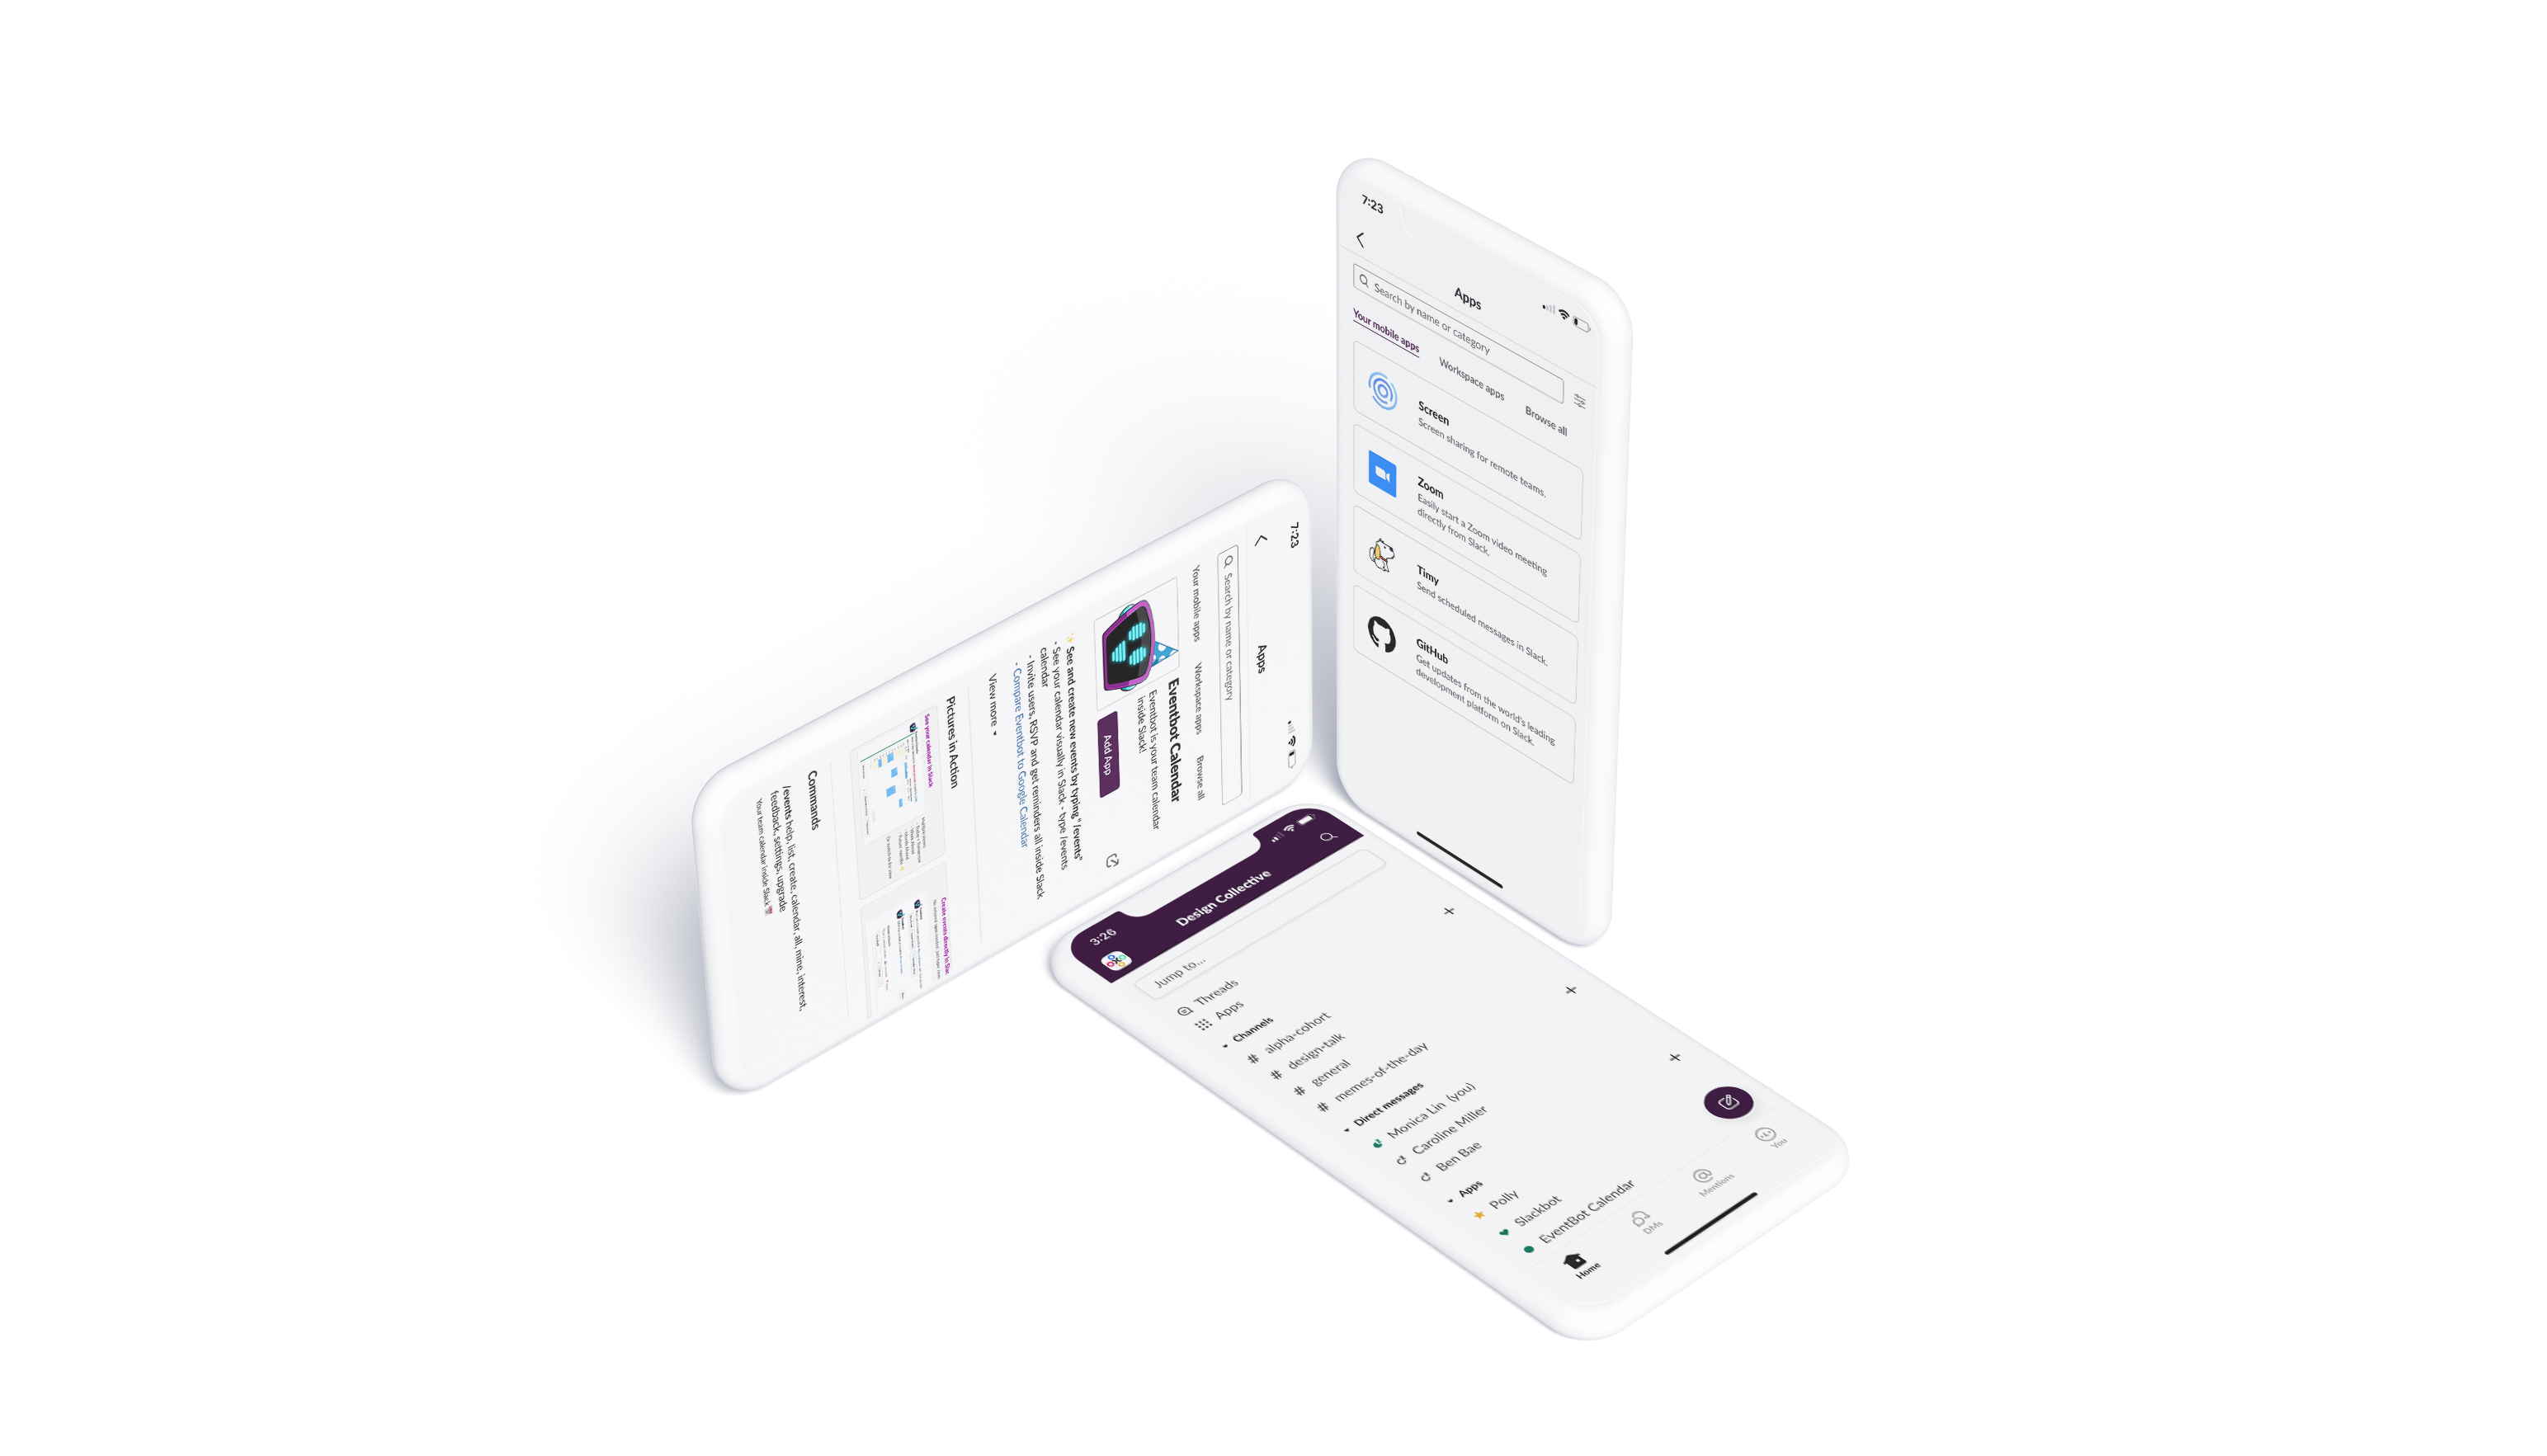 7:23
Apps
Search by name or category
Your mobile apps Workspace apps Browse all
Screen
Screen sharing for remote teams.
Zoom
Easily start a Zoom video meeting
directly from Slack.
Timy
Send scheduled messages in Slack.
GitHub
Get updates from the world's leading
development platform on Slack.
7:23
Apps
Search by name or category
Your mobile apps Workspace apps Browse all
Eventbot Calendar
Eventbot is your team calendar
inside Slack!
Add App
✨ See and create new events by typing" /events"
- See your calendar visually in Slack - type /events
calendar
- Invite users, RSVP and get reminders all inside Slack
- Compare Eventbot to Google Calendar
View more
Pictures in Action
See your calendar in Slack
Create events directly in Slac
Commands
/events help, list, create, calendar, all, mine, interest,
feedback, settings, upgrade
Your team calendar inside Slack
3:26
Design Collective
Jump to...
Threads
Apps
Channels
# alpha-cohort
# design-talk
# general
# memes-of-the-day
Direct messages
Monica Lin (you)
Caroline Miller
Ben Bae
Apps
Polly
Slackbot
EventBot Calendar
Home
DMs
Mentions
You